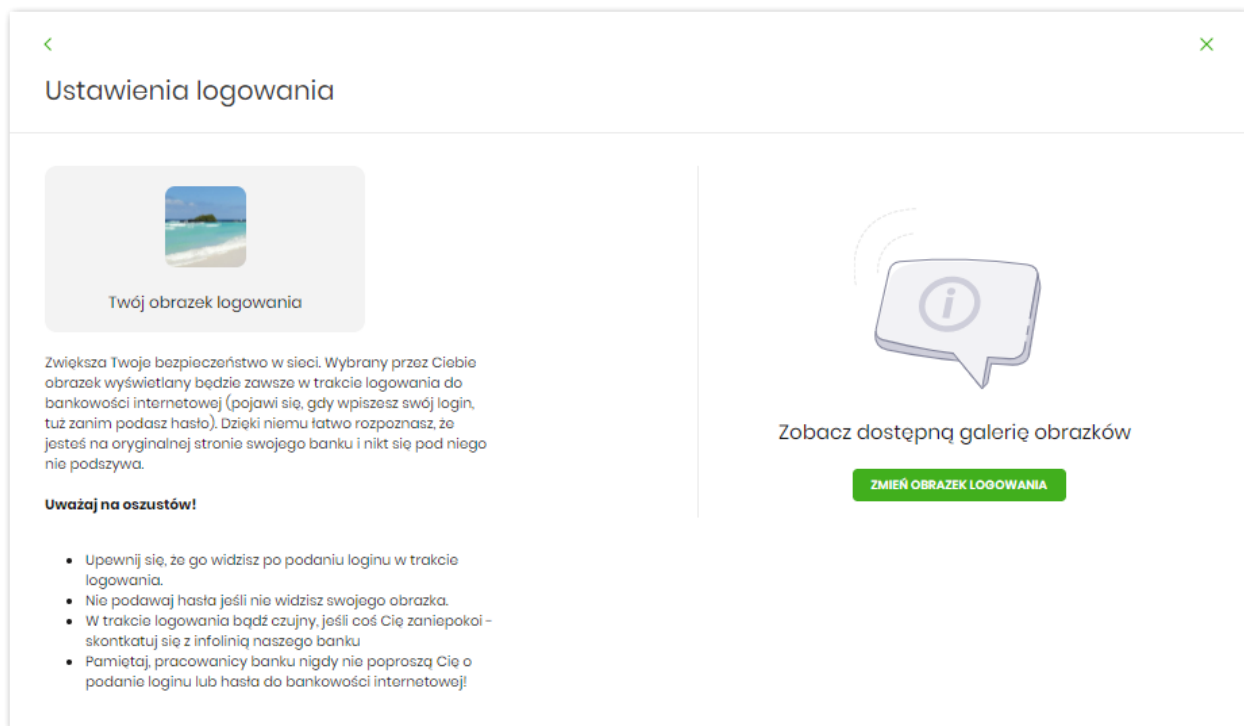 Ustawienia logowania
Twój obrazek logowania
Zwiększa Twoje bezpieczeństwo w sieci. Wybrany przez Ciebie
obrazek wyświetlany będzie zawsze w trakcie logowania do
bankowości internetowej (pojawi się, gdy wpiszesz swój login,
tuż zanim podasz hasło). Dzięki niemu łatwo rozpoznasz, że
jesteś na oryginalnej stronie swojego banku i nikt się pod niego
nie podszywa.
Uważaj na oszustów!
• Upewnij się, że go widzisz po podaniu loginu w trakcie
logowania.
• Nie podawaj hasła jeśli nie widzisz swojego obrazka.
• W trakcie logowania bądź czujny, jeśli coś Cię zaniepokoi -
skontkatuj się z infolinią naszego banku
• Pamiętaj, pracowanicy banku nigdy nie poproszą Cię o
podanie loginu lub hasła do bankowości internetowej!
i
Zobacz dostępną galerię obrazków
ZMIEŃ OBRAZEK LOGOWANIA